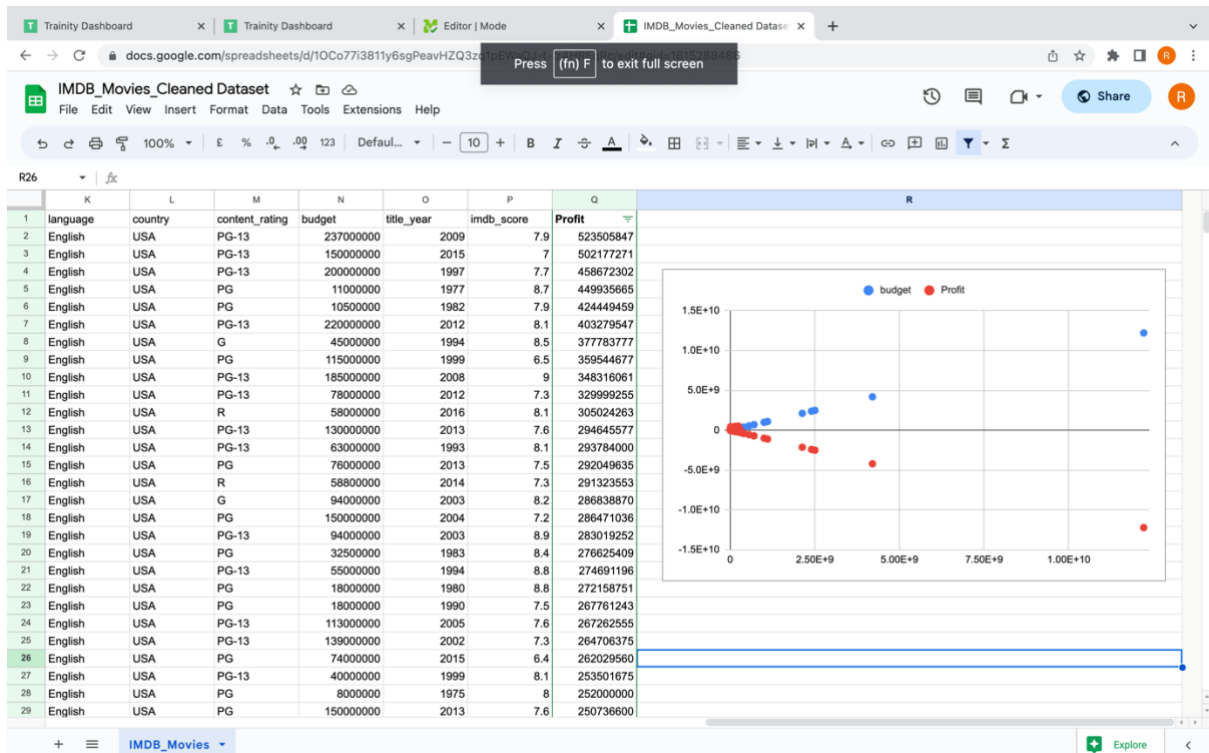 Trainity Dashboard Trainity Dashboard Editor | Mode IMDB_Movies_Cleaned Datase
docs.google.com/spreadsheets/d/1OCo77i3811y6sgPeavHZQ3z
Press (fn) F to exit full screen
R
IMDB_Movies_Cleaned Dataset
File Edit View Insert Format Data Tools Extensions Help
Share
R
100% £ % .0 .00 123 Defaul... − 10 + B I S A
R26 fx
K L M N O P Q R
1 language country content_rating budget title_year imdb_score Profit
2 English USA PG-13 237000000 2009 7.9 523505847
3 English USA PG-13 150000000 2015 7 502177271
4 English USA PG-13 200000000 1997 7.7 458672302
5 English USA PG 11000000 1977 8.7 449935665
6 English USA PG 10500000 1982 7.9 424449459
7 English USA PG-13 220000000 2012 8.1 403279547
8 English USA G 45000000 1994 8.5 377783777
9 English USA PG 115000000 1999 6.5 359544677
10 English USA PG-13 185000000 2008 9 348316061
11 English USA PG-13 78000000 2012 7.3 329999255
12 English USA R 58000000 2016 8.1 305024263
13 English USA PG-13 130000000 2013 7.6 294645577
14 English USA PG-13 63000000 1993 8.1 293784000
15 English USA PG 76000000 2013 7.5 292049635
16 English USA R 58800000 2014 7.3 291323553
17 English USA G 94000000 2003 8.2 286838870
18 English USA PG 150000000 2004 7.2 286471036
19 English USA PG-13 94000000 2003 8.9 283019252
20 English USA PG 32500000 1983 8.4 276625409
21 English USA PG-13 55000000 1994 8.8 274691196
22 English USA PG 18000000 1980 8.8 272158751
23 English USA PG 18000000 1990 7.5 267761243
24 English USA PG-13 113000000 2005 7.6 267262555
25 English USA PG-13 139000000 2002 7.3 264706375
26 English USA PG 74000000 2015 6.4 262029560
27 English USA PG-13 40000000 1999 8.1 253501675
28 English USA PG 8000000 1975 8 252000000
29 English USA PG 150000000 2013 7.6 250736600
budget Profit
1.5E+10
1.0E+10
5.0E+9
0
-5.0E+9
-1.0E+10
-1.5E+10
0 2.50E+9 5.00E+9 7.50E+9 1.00E+10
IMDB_Movies
Explore